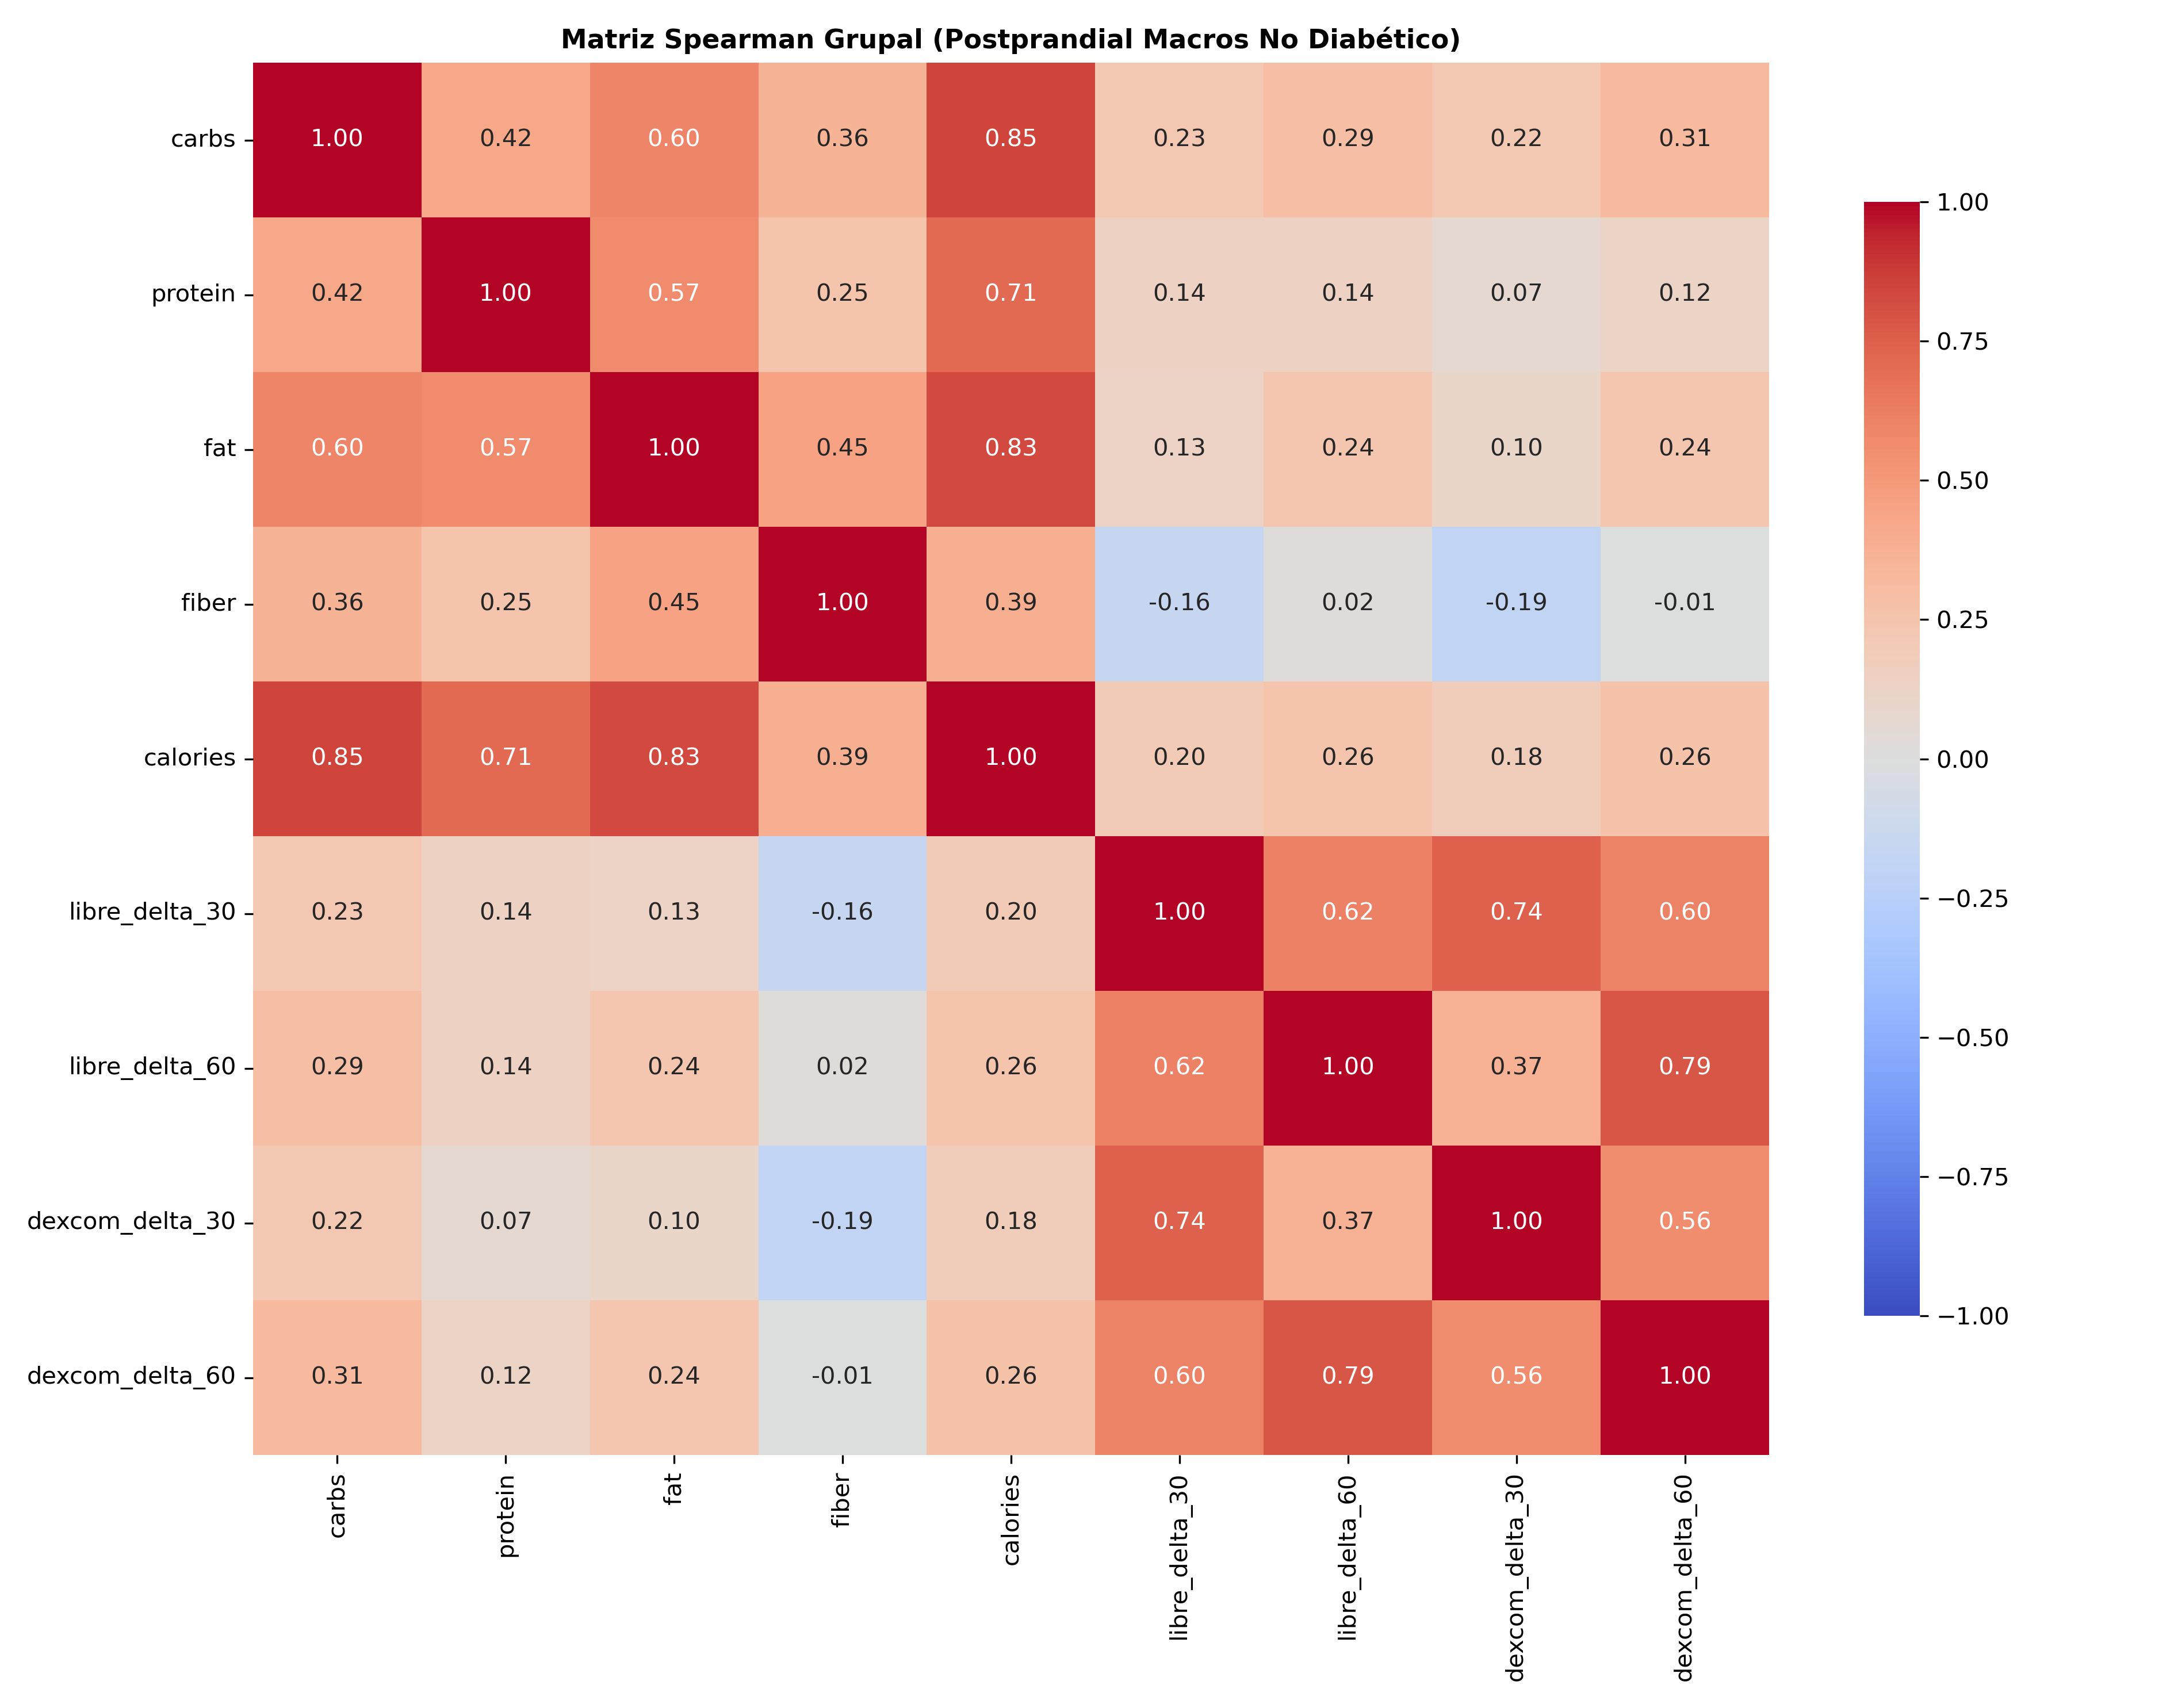 Matriz Spearman Grupal (Postprandial Macros No Diabético)
carbs 1.00 0.42 0.60 0.36 0.85 0.23 0.29 0.22 0.31
protein 0.42 1.00 0.57 0.25 0.71 0.14 0.14 0.07 0.12
fat 0.60 0.57 1.00 0.45 0.83 0.13 0.24 0.10 0.24
fiber 0.36 0.25 0.45 1.00 0.39 -0.16 0.02 -0.19 -0.01
calories 0.85 0.71 0.83 0.39 1.00 0.20 0.26 0.18 0.26
libre_delta_30 0.23 0.14 0.13 -0.16 0.20 1.00 0.62 0.74 0.60
libre_delta_60 0.29 0.14 0.24 0.02 0.26 0.62 1.00 0.37 0.79
dexcom_delta_30 0.22 0.07 0.10 -0.19 0.18 0.74 0.37 1.00 0.56
dexcom_delta_60 0.31 0.12 0.24 -0.01 0.26 0.60 0.79 0.56 1.00
carbs
protein
fat
fiber
calories
libre_delta_30
libre_delta_60
dexcom_delta_30
dexcom_delta_60
1.00
0.75
0.50
0.25
0.00
−0.25
−0.50
−0.75
−1.00